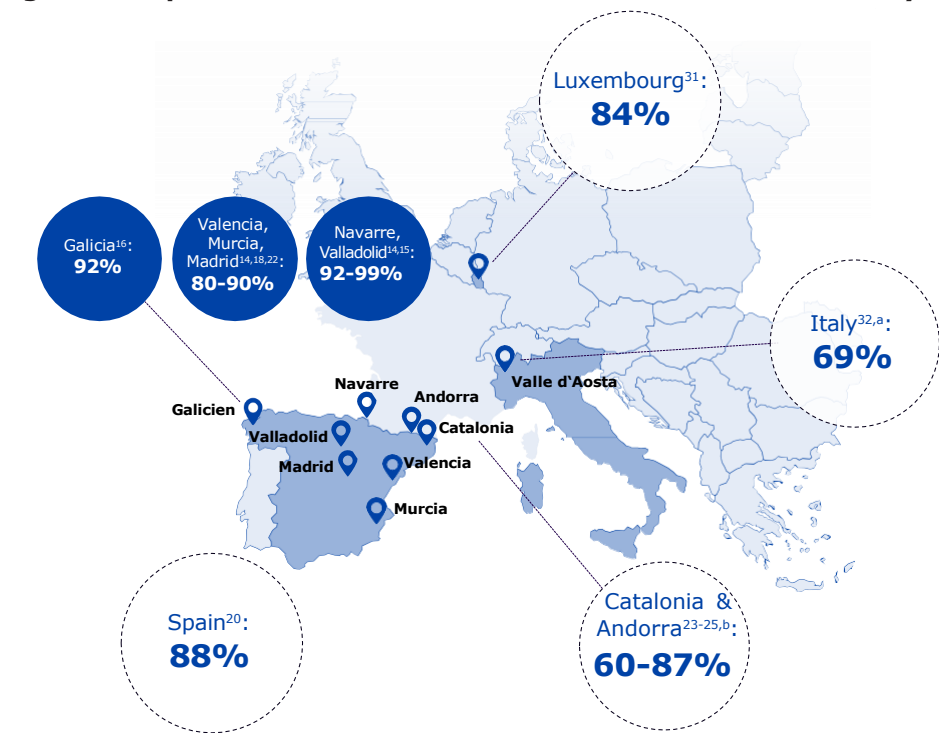 Luxembourg³¹:
84%
Galicia¹⁶:
92%
Valencia,
Murcia,
Madrid¹⁴,¹⁸,²²:
80-90%
Navarre,
Valladolid¹⁴,¹⁵:
92-99%
Italy³²,ᵃ:
69%
Valle d‘Aosta
Navarre
Andorra
Galicien
Catalonia
Valladolid
Madrid
Valencia
Murcia
Spain²⁰:
88%
Catalonia &
Andorra²³⁻²⁵,ᵇ:
60-87%